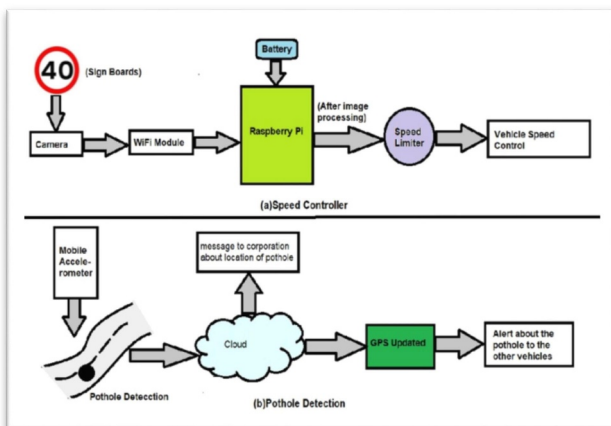 40
(Sign Boards)
Battery
Camera
WiFi Module
Raspberry Pi
(After image
processing)
Speed
Limiter
Vehicle Speed
Control
(a)Speed Controller
Mobile
Accele-
rometer
message to corporation
about location of pothole
Cloud
GPS Updated
Alert about the
pothole to the
other vehicles
Pothole Detecction
(b)Pothole Detection